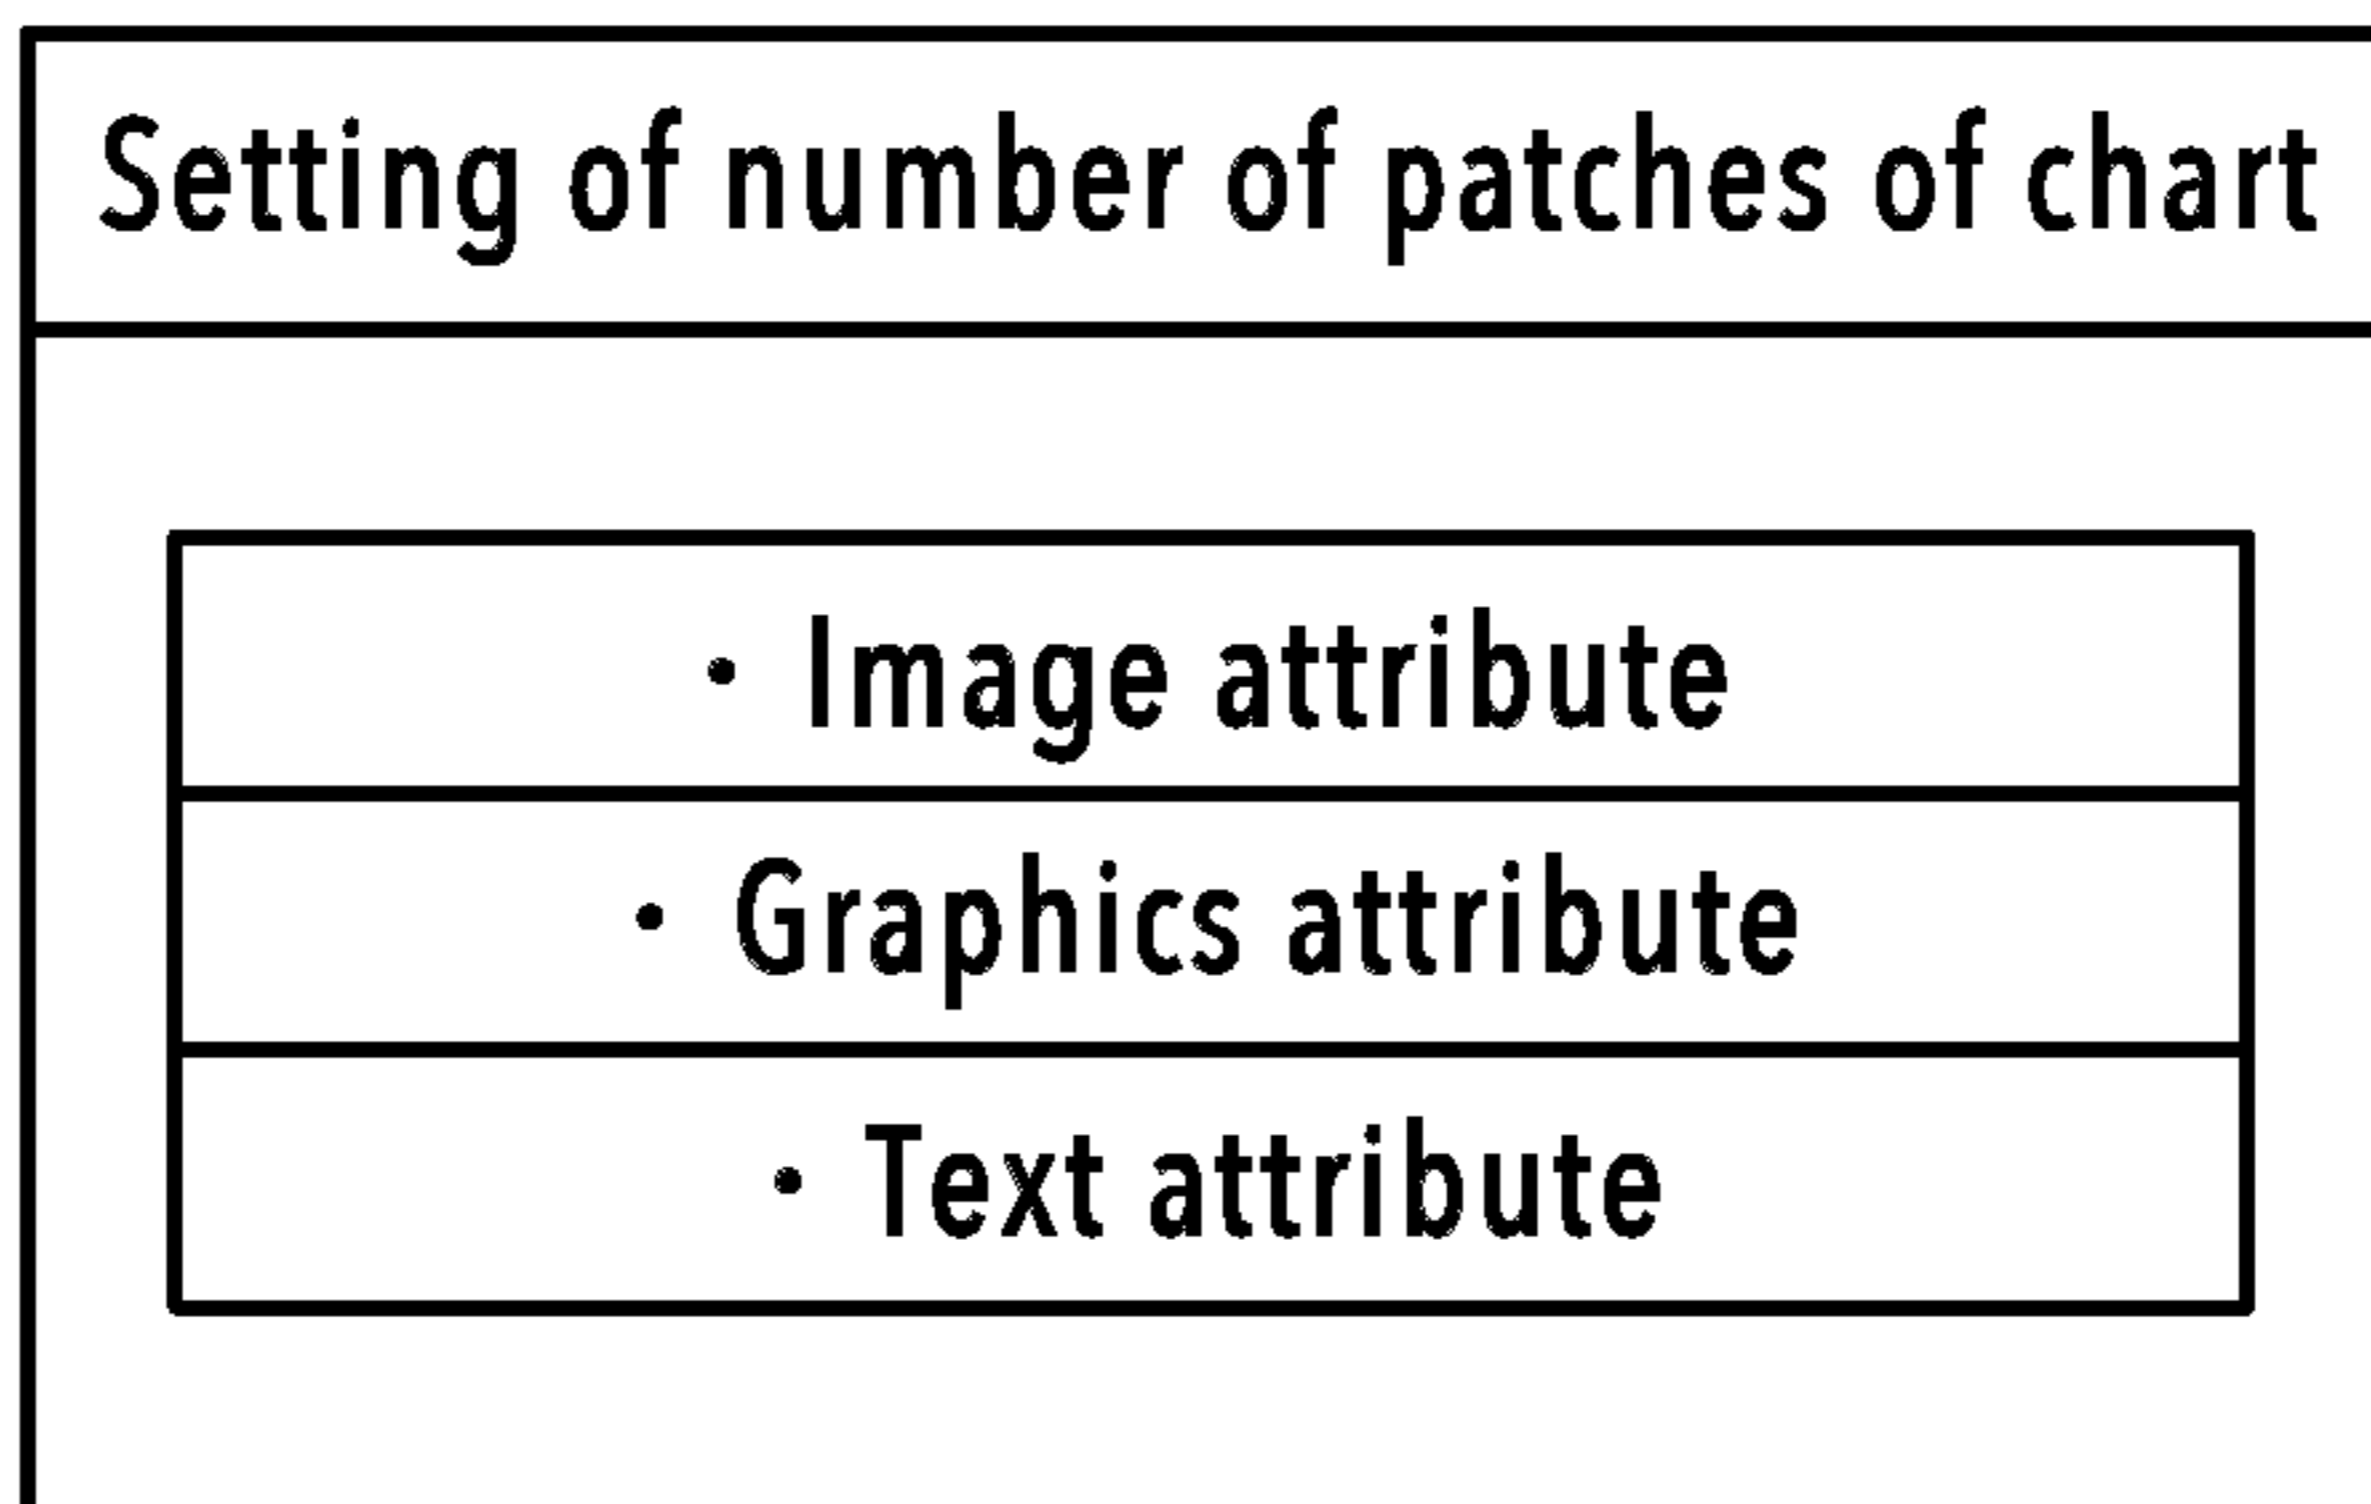 Setting of number of patches of chart
・Image attribute
・Graphics attribute
・Text attribute